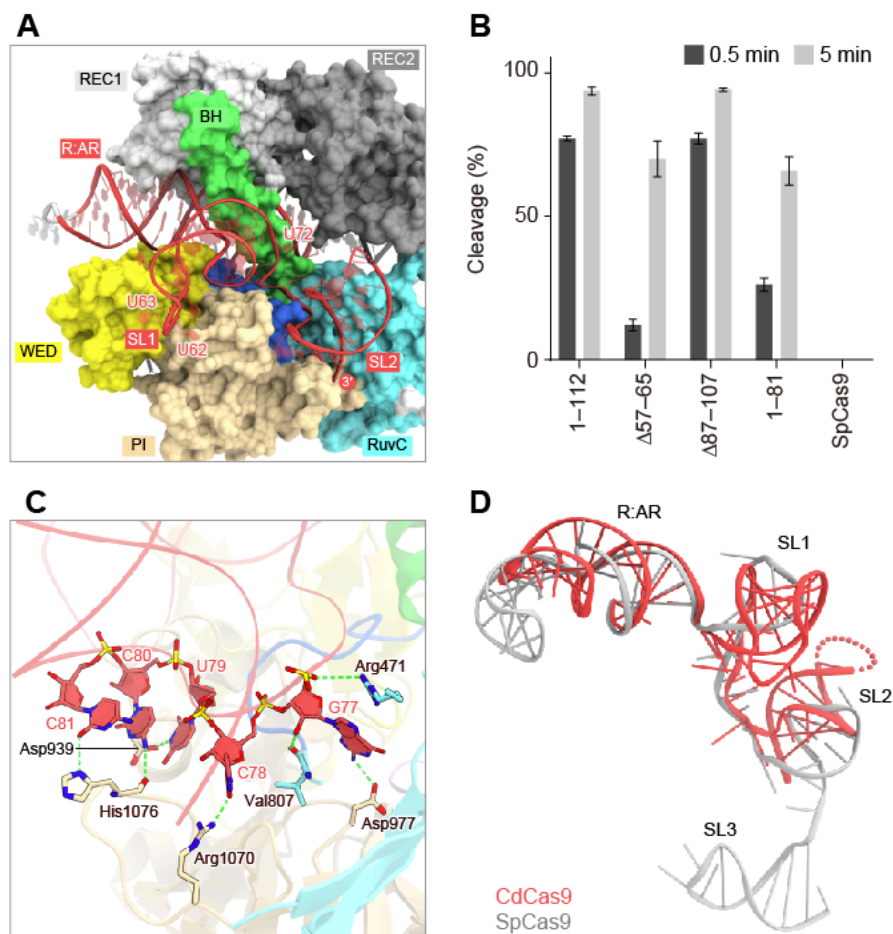 A
REC2
REC1
BH
R:AR
U72
U63
SL1
U62
WED
SL2
3'
PI
RuvC
B
0.5 min
5 min
100
50
0
Cleavage (%)
1–112
Δ57–65
Δ87–107
1–81
SpCas9
C
C80
U79
Arg471
C81
G77
Asp939
C78
His1076
Val807
Asp977
Arg1070
D
R:AR
SL1
SL2
SL3
CdCas9
SpCas9